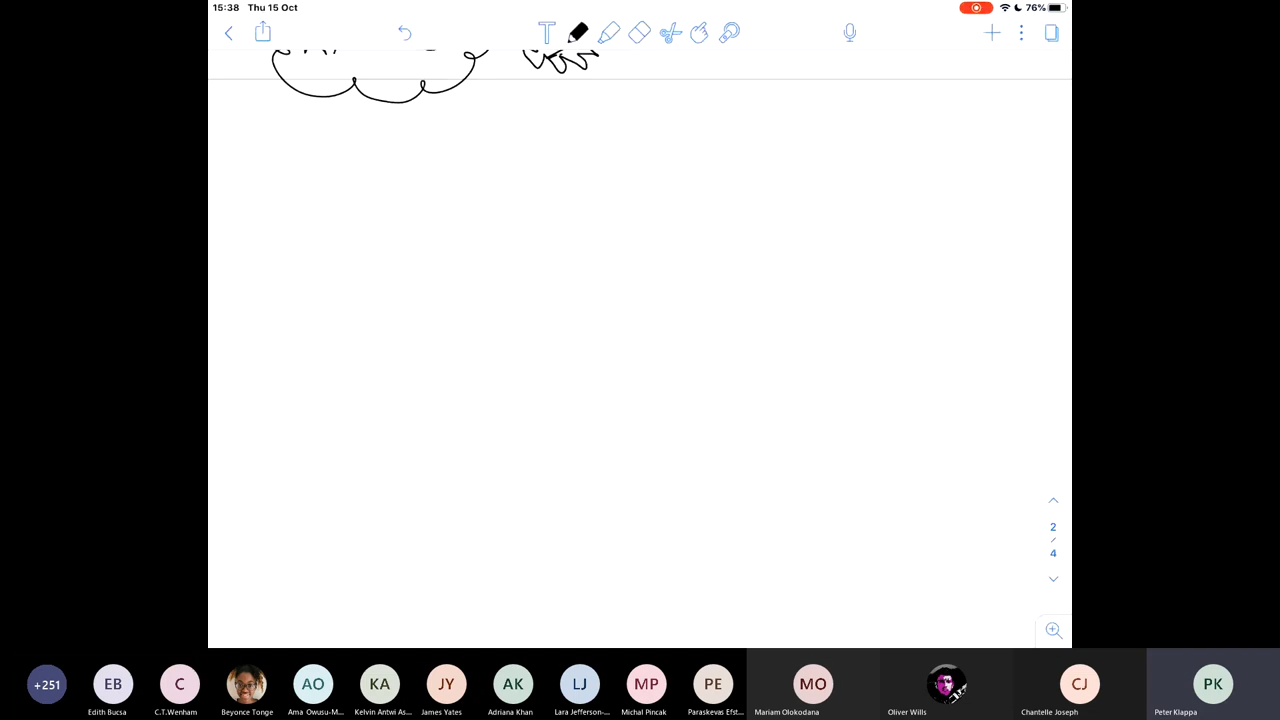 15:38 Thu 15 Oct 76%
T
2
/
4
+251 EB C AO KA JY AK LJ MP PE MO CJ PK
Edith Bucsa C.T.Wenham Beyonce Tonge Ama Owusu-M... Kelvin Antwi As... James Yates Adriana Khan Lara Jefferson-... Michal Pincak Paraskevas Efst... Mariam Olokodana Oliver Wills Chantelle Joseph Peter Klappa